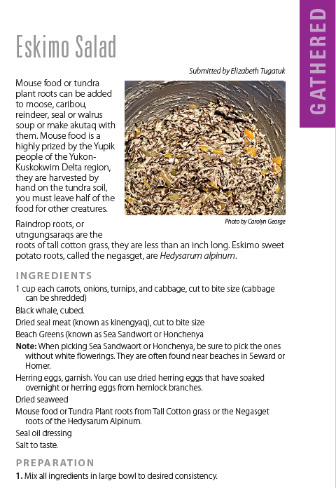 GATHERED
Eskimo Salad
Submitted by Elizabeth Tugatuk
Mouse food or tundra
plant roots can be added
to moose, caribou,
reindeer, seal or walrus
soup or make akutaq with
them. Mouse food is a
highly prized by the Yupik
people of the Yukon-
Kuskokwim Delta region,
they are harvested by
hand on the tundra soil,
you must leave half of the
food for other creatures.
Photo by Carolyn George
Raindrop roots, or
utngungsaraqs are the
roots of tall cotton grass, they are less than an inch long. Eskimo sweet
potato roots, called the negasget, are Hedysarum alpinum.
INGREDIENTS
1 cup each carrots, onions, turnips, and cabbage, cut to bite size (cabbage
can be shredded)
Black whale, cubed.
Dried seal meat (known as kinengyaq), cut to bite size
Beach Greens (known as Sea Sandwort or Honchenya
Note: When picking Sea Sandwaort or Honchenya, be sure to pick the ones
without white flowerings. They are often found near beaches in Seward or
Homer.
Herring eggs, garnish. You can use dried herring eggs that have soaked
overnight or herring eggs from hemlock branches.
Dried seaweed
Mouse food or Tundra Plant roots from Tall Cotton grass or the Negasget
roots of the Hedysarum Alpinum.
Seal oil dressing
Salt to taste.
PREPARATION
1. Mix all ingredients in large bowl to desired consistency.